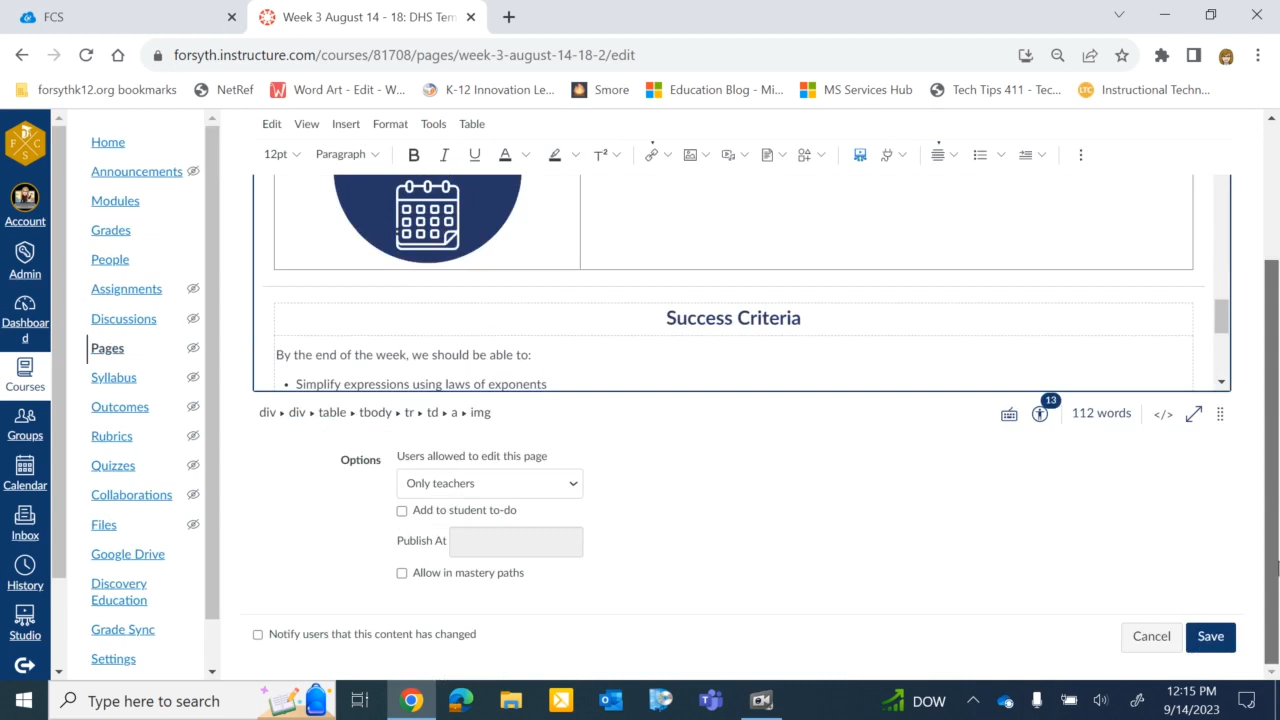 FCS
Week 3 August 14 - 18: DHS Tem
forsyth.instructure.com/courses/81708/pages/week-3-august-14-18-2/edit
forsythk12.org bookmarks
NetRef
Word Art - Edit - W...
K-12 Innovation Le...
Smore
Education Blog - Mi...
MS Services Hub
Tech Tips 411 - Tec...
LTC
Instructional Techn...
F C S
Account
Admin
Dashboar
d
Courses
Groups
Calendar
Inbox
History
Studio
Home
Announcements
Modules
Grades
People
Assignments
Discussions
Pages
Syllabus
Outcomes
Rubrics
Quizzes
Collaborations
Files
Google Drive
Discovery
Education
Grade Sync
Settings
Edit View Insert Format Tools Table
12pt Paragraph B I U A T²
Success Criteria
By the end of the week, we should be able to:
• Simplify expressions using laws of exponents
div ▸ div ▸ table ▸ tbody ▸ tr ▸ td ▸ a ▸ img
13
112 words
</>
Options
Users allowed to edit this page
Only teachers
Add to student to-do
Publish At
Allow in mastery paths
Notify users that this content has changed
Cancel
Save
Type here to search
DOW
12:15 PM
9/14/2023